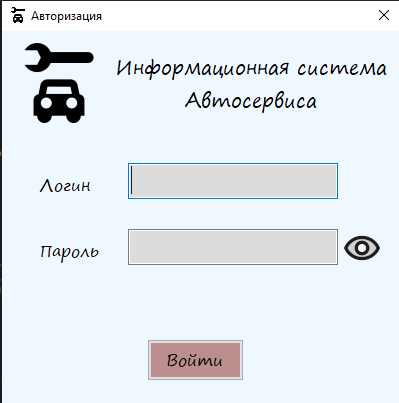 Авторизация
Информационная система
Автосервиса
Логин
Пароль
Войти